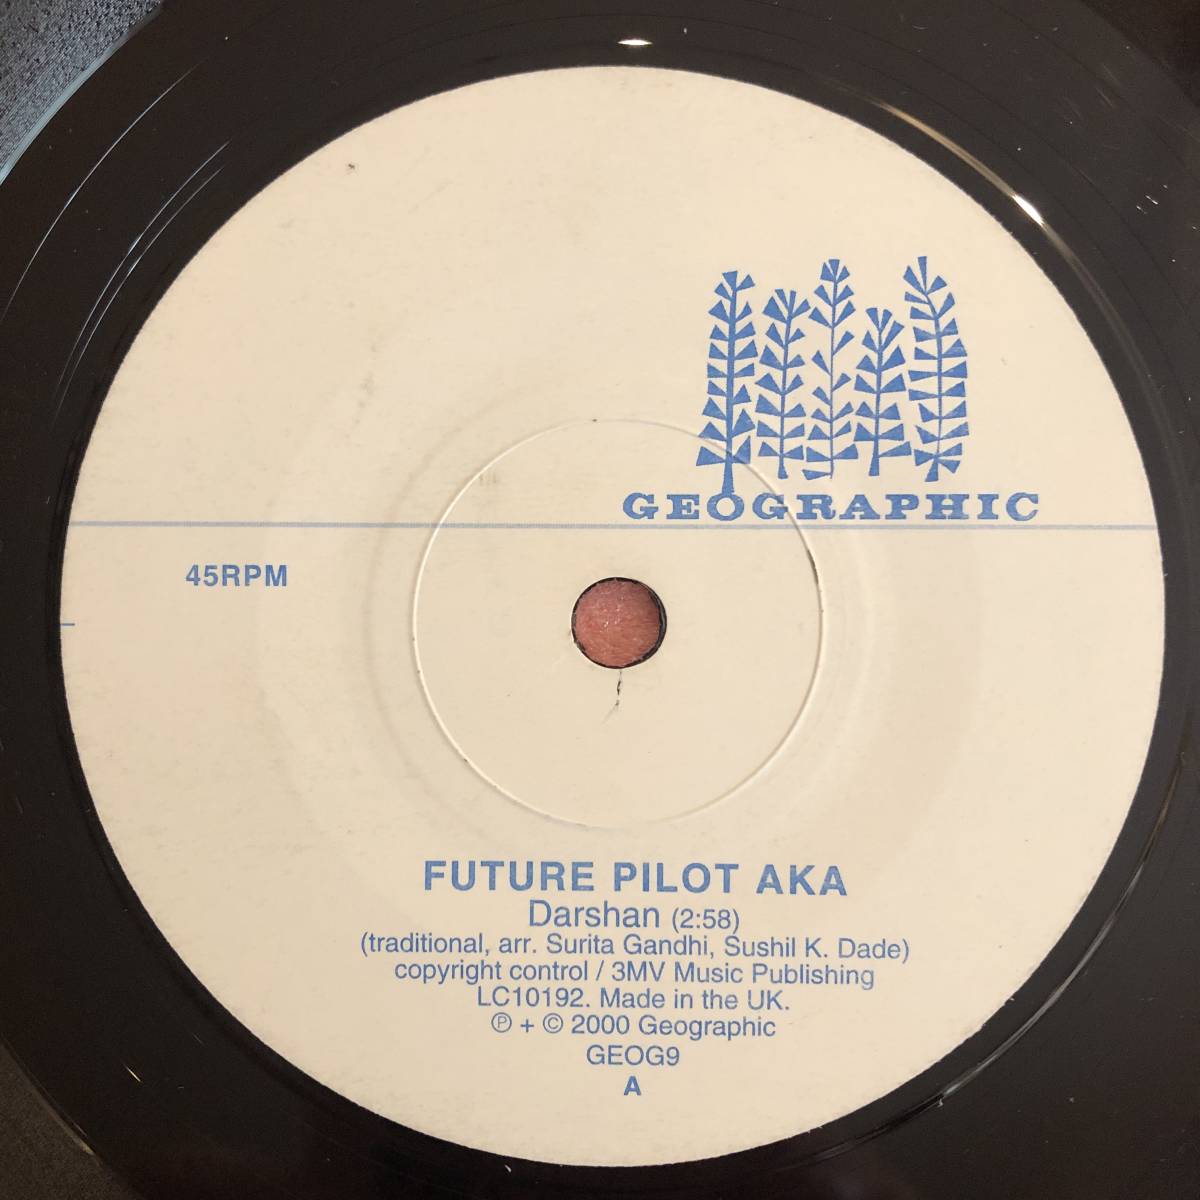 GEOGRAPHIC
45RPM
FUTURE PILOT AKA
Darshan (2:58)
(traditional, arr. Surita Gandhi, Sushil K. Dade)
copyright control / 3MV Music Publishing
LC10192. Made in the UK.
℗ + © 2000 Geographic
GEOG9
A